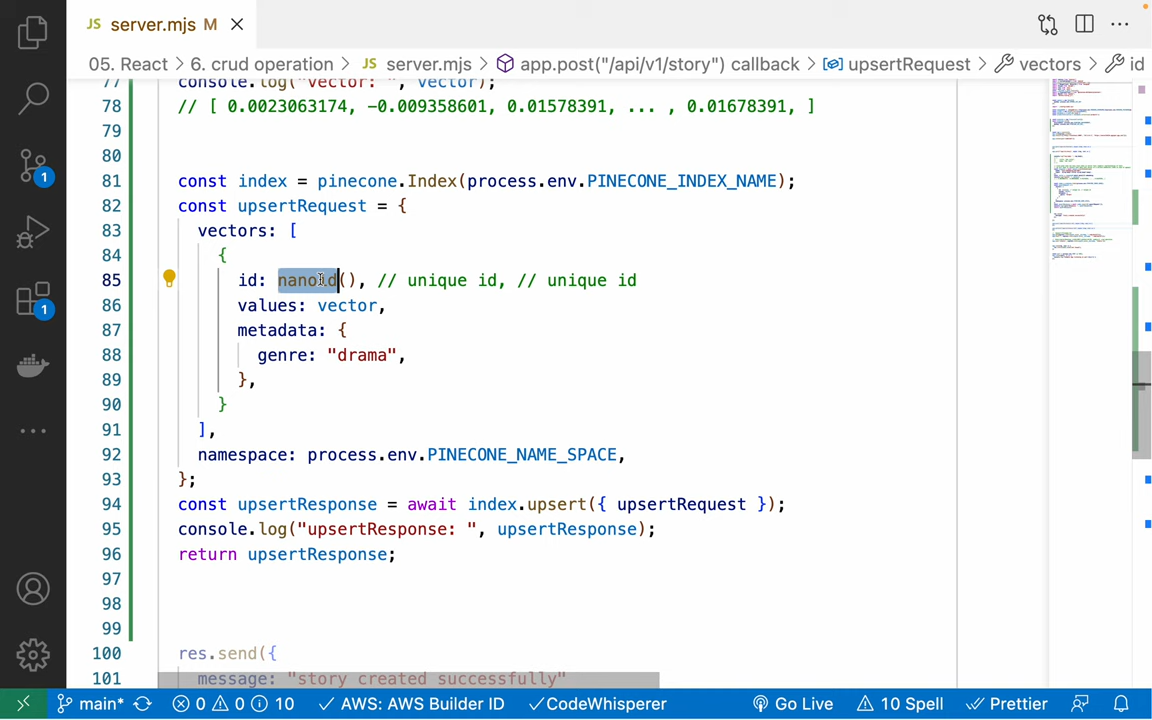 JS server.mjs M
05. React > 6. crud operation > JS server.mjs > app.post("/api/v1/story") callback > upsertRequest > vectors > id
77 console.log("vector: ", vector);
78 // [ 0.0023063174, -0.009358601, 0.01578391, ... , 0.01678391, ]
79
80
81 const index = pinecone.Index(process.env.PINECONE_INDEX_NAME);
82 const upsertRequest = {
83 vectors: [
84 {
85 id: nanoid(), // unique id, // unique id
86 values: vector,
87 metadata: {
88 genre: "drama",
89 },
90 }
91 ],
92 namespace: process.env.PINECONE_NAME_SPACE,
93 };
94 const upsertResponse = await index.upsert({ upsertRequest });
95 console.log("upsertResponse: ", upsertResponse);
96 return upsertResponse;
97
98
99
100 res.send({
101 message: "story created successfully"
1
1
main* 0 0 10 AWS: AWS Builder ID CodeWhisperer Go Live 10 Spell Prettier